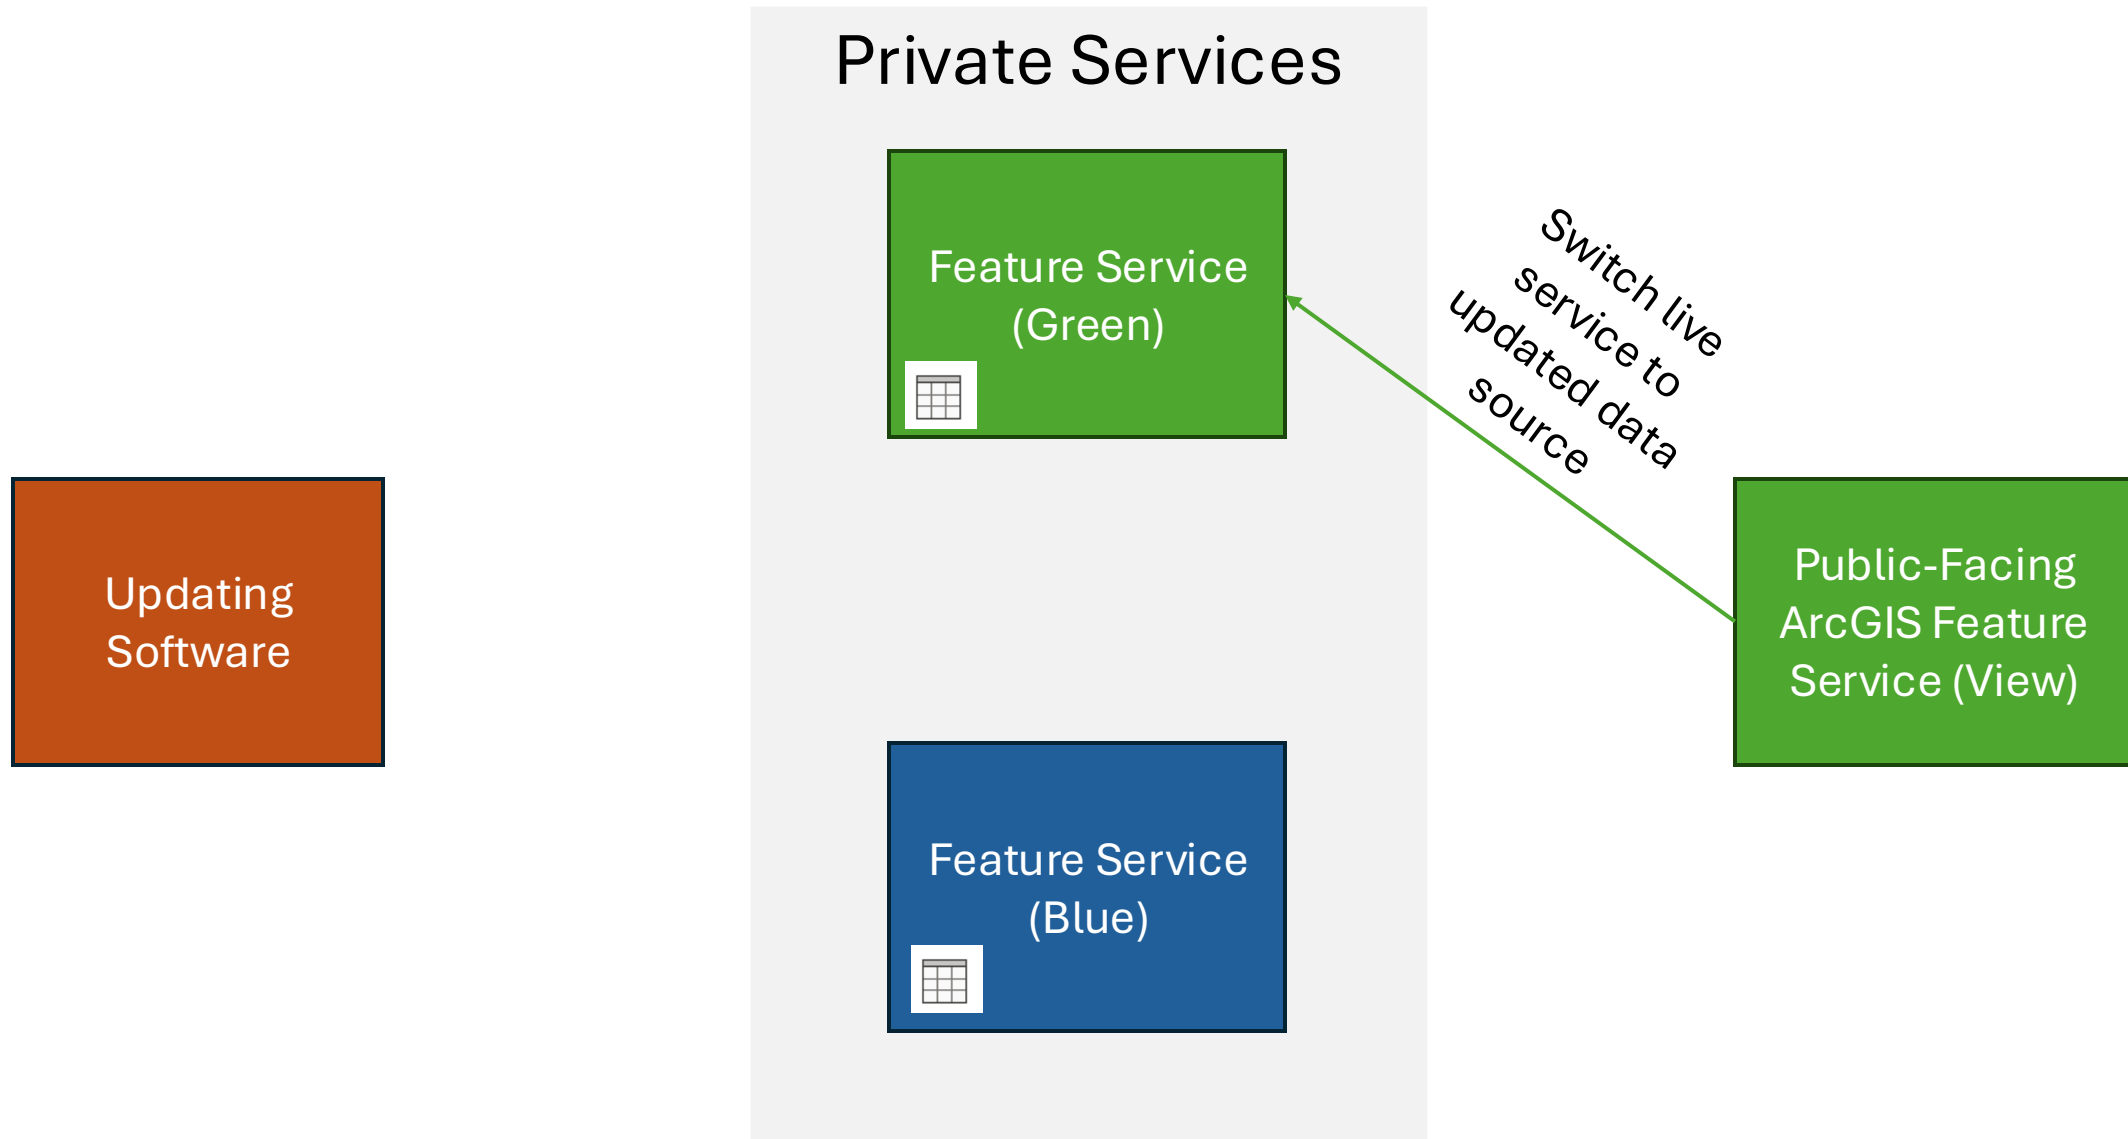 Private Services
Feature Service
(Green)
Switch live
service to
updated data
source
Updating
Software
Public-Facing
ArcGIS Feature
Service (View)
Feature Service
(Blue)